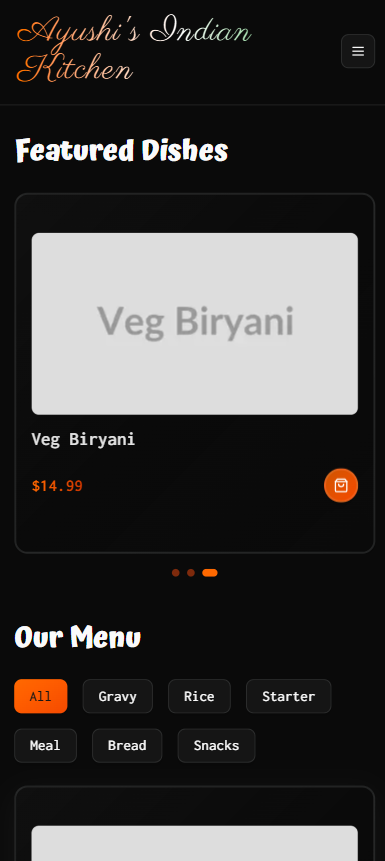 Ayushi's Indian
Kitchen
Featured Dishes
Veg Biryani
Veg Biryani
$14.99
Our Menu
All Gravy Rice Starter
Meal Bread Snacks